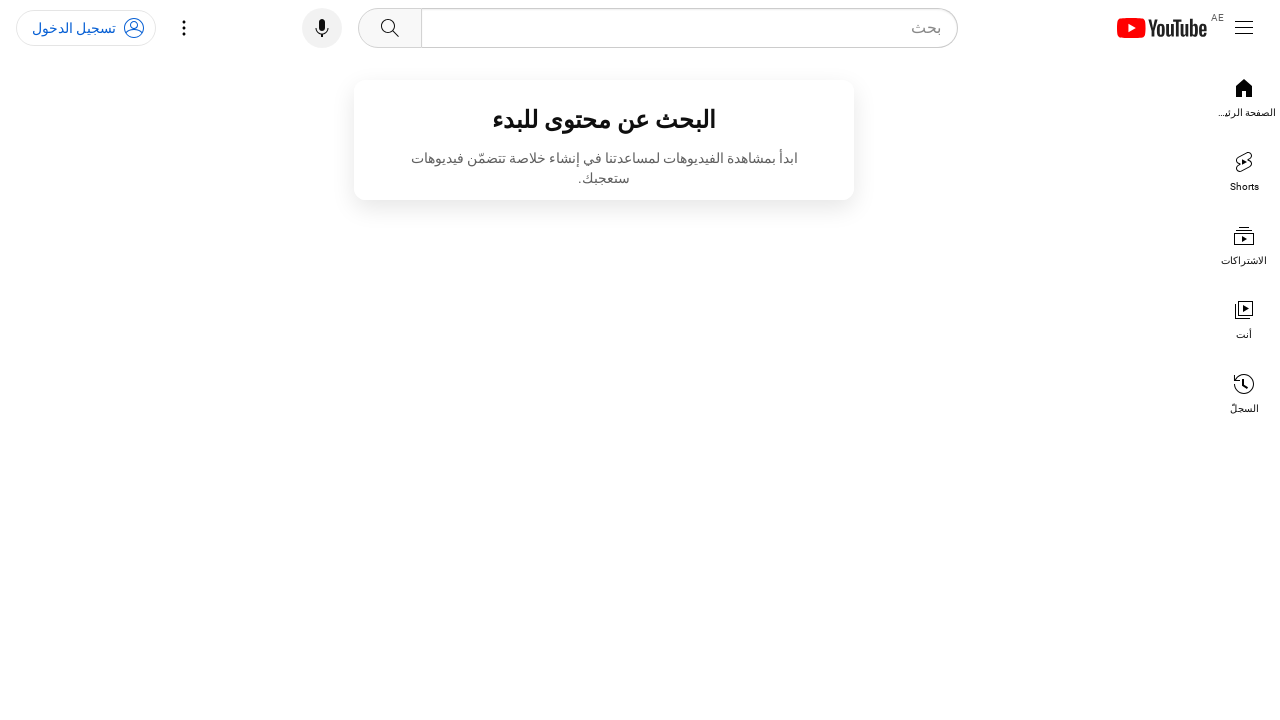 YouTube AE
بحث
تسجيل الدخول
الصفحة الرئيـ...
Shorts
الاشتراكات
أنت
السجلّ
البحث عن محتوى للبدء
ابدأ بمشاهدة الفيديوهات لمساعدتنا في إنشاء خلاصة تتضمّن فيديوهات
ستعجبك.